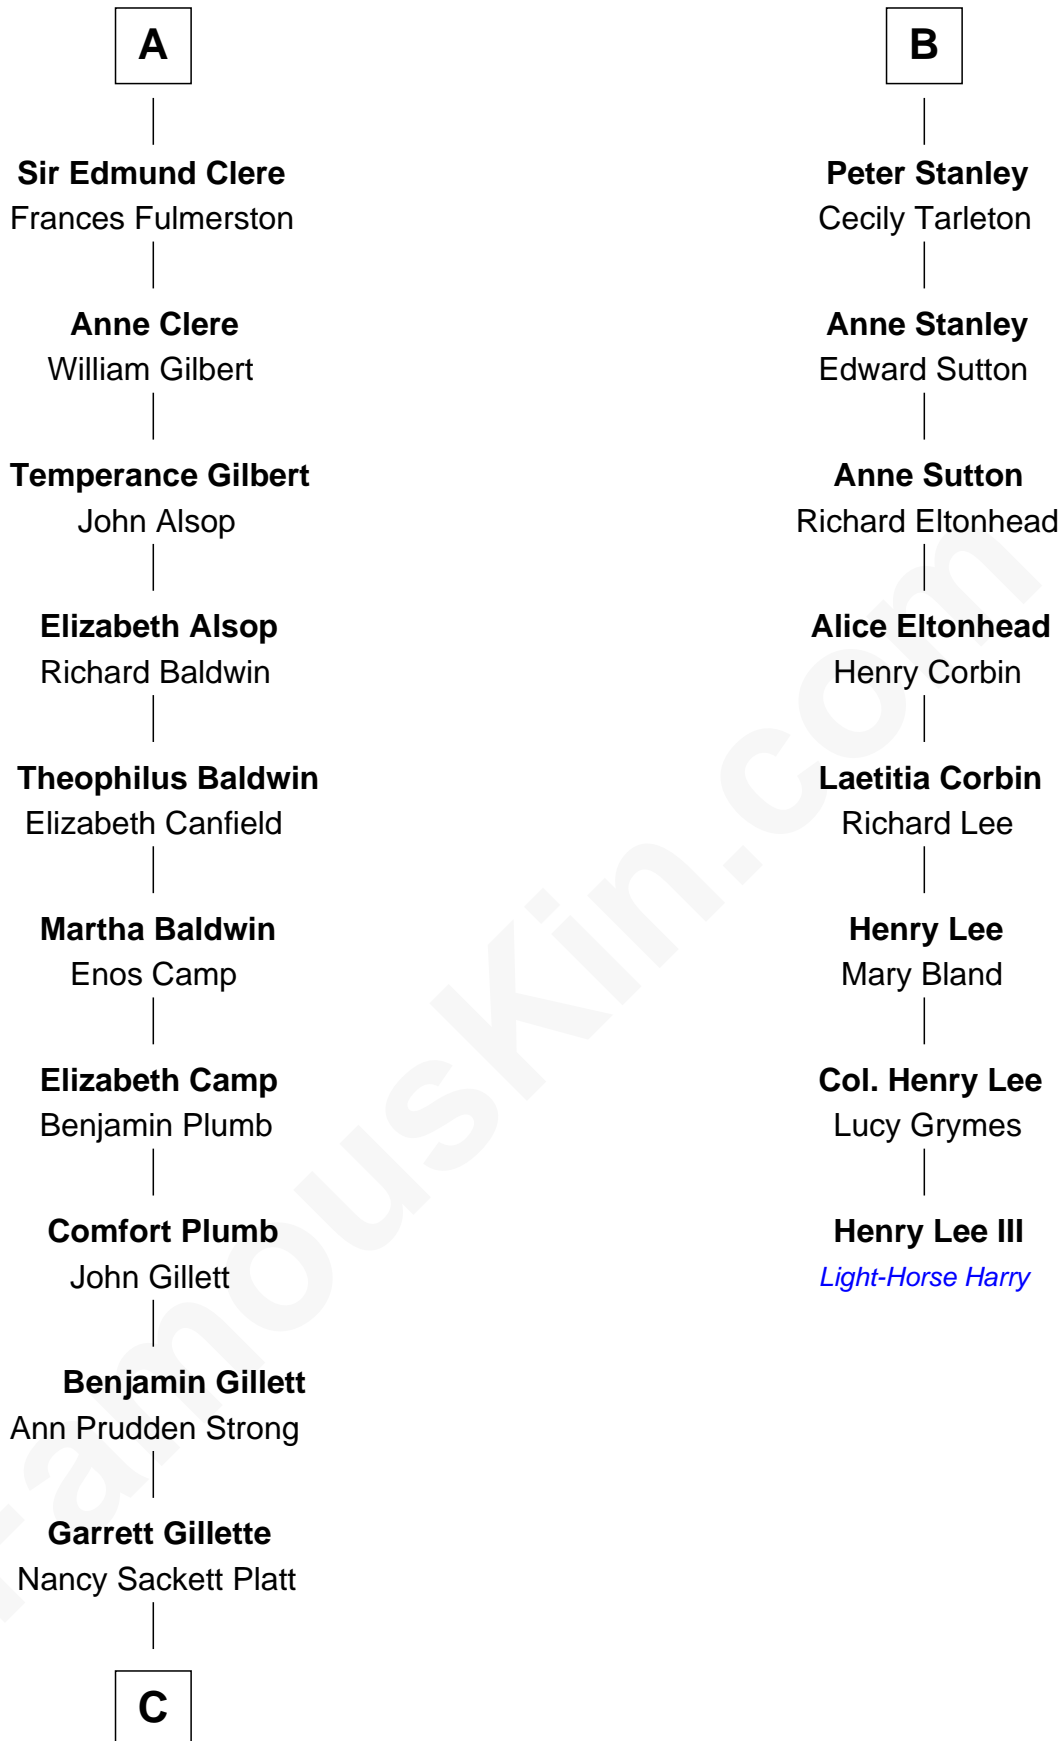 A
Sir Edmund Clere
Frances Fulmerston
Anne Clere
William Gilbert
Temperance Gilbert
John Alsop
Elizabeth Alsop
Richard Baldwin
Theophilus Baldwin
Elizabeth Canfield
Martha Baldwin
Enos Camp
Elizabeth Camp
Benjamin Plumb
Comfort Plumb
John Gillett
Benjamin Gillett
Ann Prudden Strong
Garrett Gillette
Nancy Sackett Platt
C
B
Peter Stanley
Cecily Tarleton
Anne Stanley
Edward Sutton
Anne Sutton
Richard Eltonhead
Alice Eltonhead
Henry Corbin
Laetitia Corbin
Richard Lee
Henry Lee
Mary Bland
Col. Henry Lee
Lucy Grymes
Henry Lee III
Light-Horse Harry
FamousKin.com